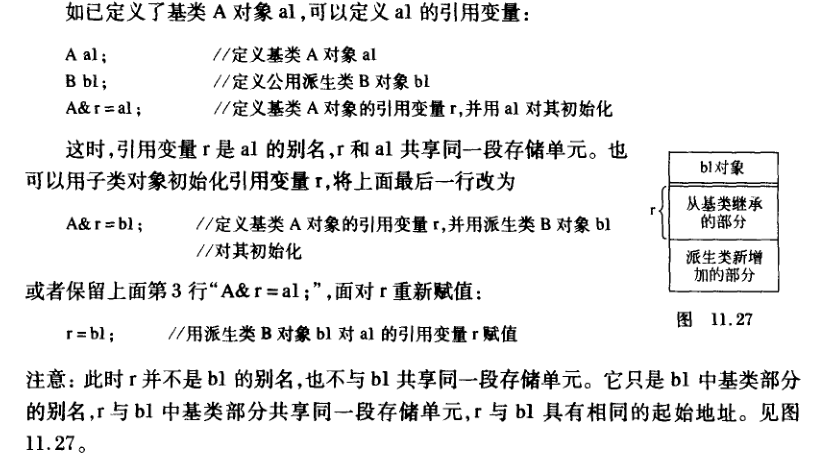 如已定义了基类 A 对象 a1,可以定义 a1 的引用变量:
A a1; //定义基类 A 对象 a1
B b1; //定义公用派生类 B 对象 b1
A& r=a1; //定义基类 A 对象的引用变量 r,并用 a1 对其初始化
这时,引用变量 r 是 a1 的别名,r 和 a1 共享同一段存储单元。也
可以用子类对象初始化引用变量 r,将上面最后一行改为
A& r=b1; //定义基类 A 对象的引用变量 r,并用派生类 B 对象 b1
//对其初始化
或者保留上面第 3 行“A& r=a1;”,面对 r 重新赋值:
r=b1; //用派生类 B 对象 b1 对 a1 的引用变量 r 赋值
b1对象
r
从基类继承
的部分
派生类新增
加的部分
图 11.27
注意: 此时 r 并不是 b1 的别名,也不与 b1 共享同一段存储单元。它只是 b1 中基类部分
的别名,r 与 b1 中基类部分共享同一段存储单元,r 与 b1 具有相同的起始地址。见图
11.27。